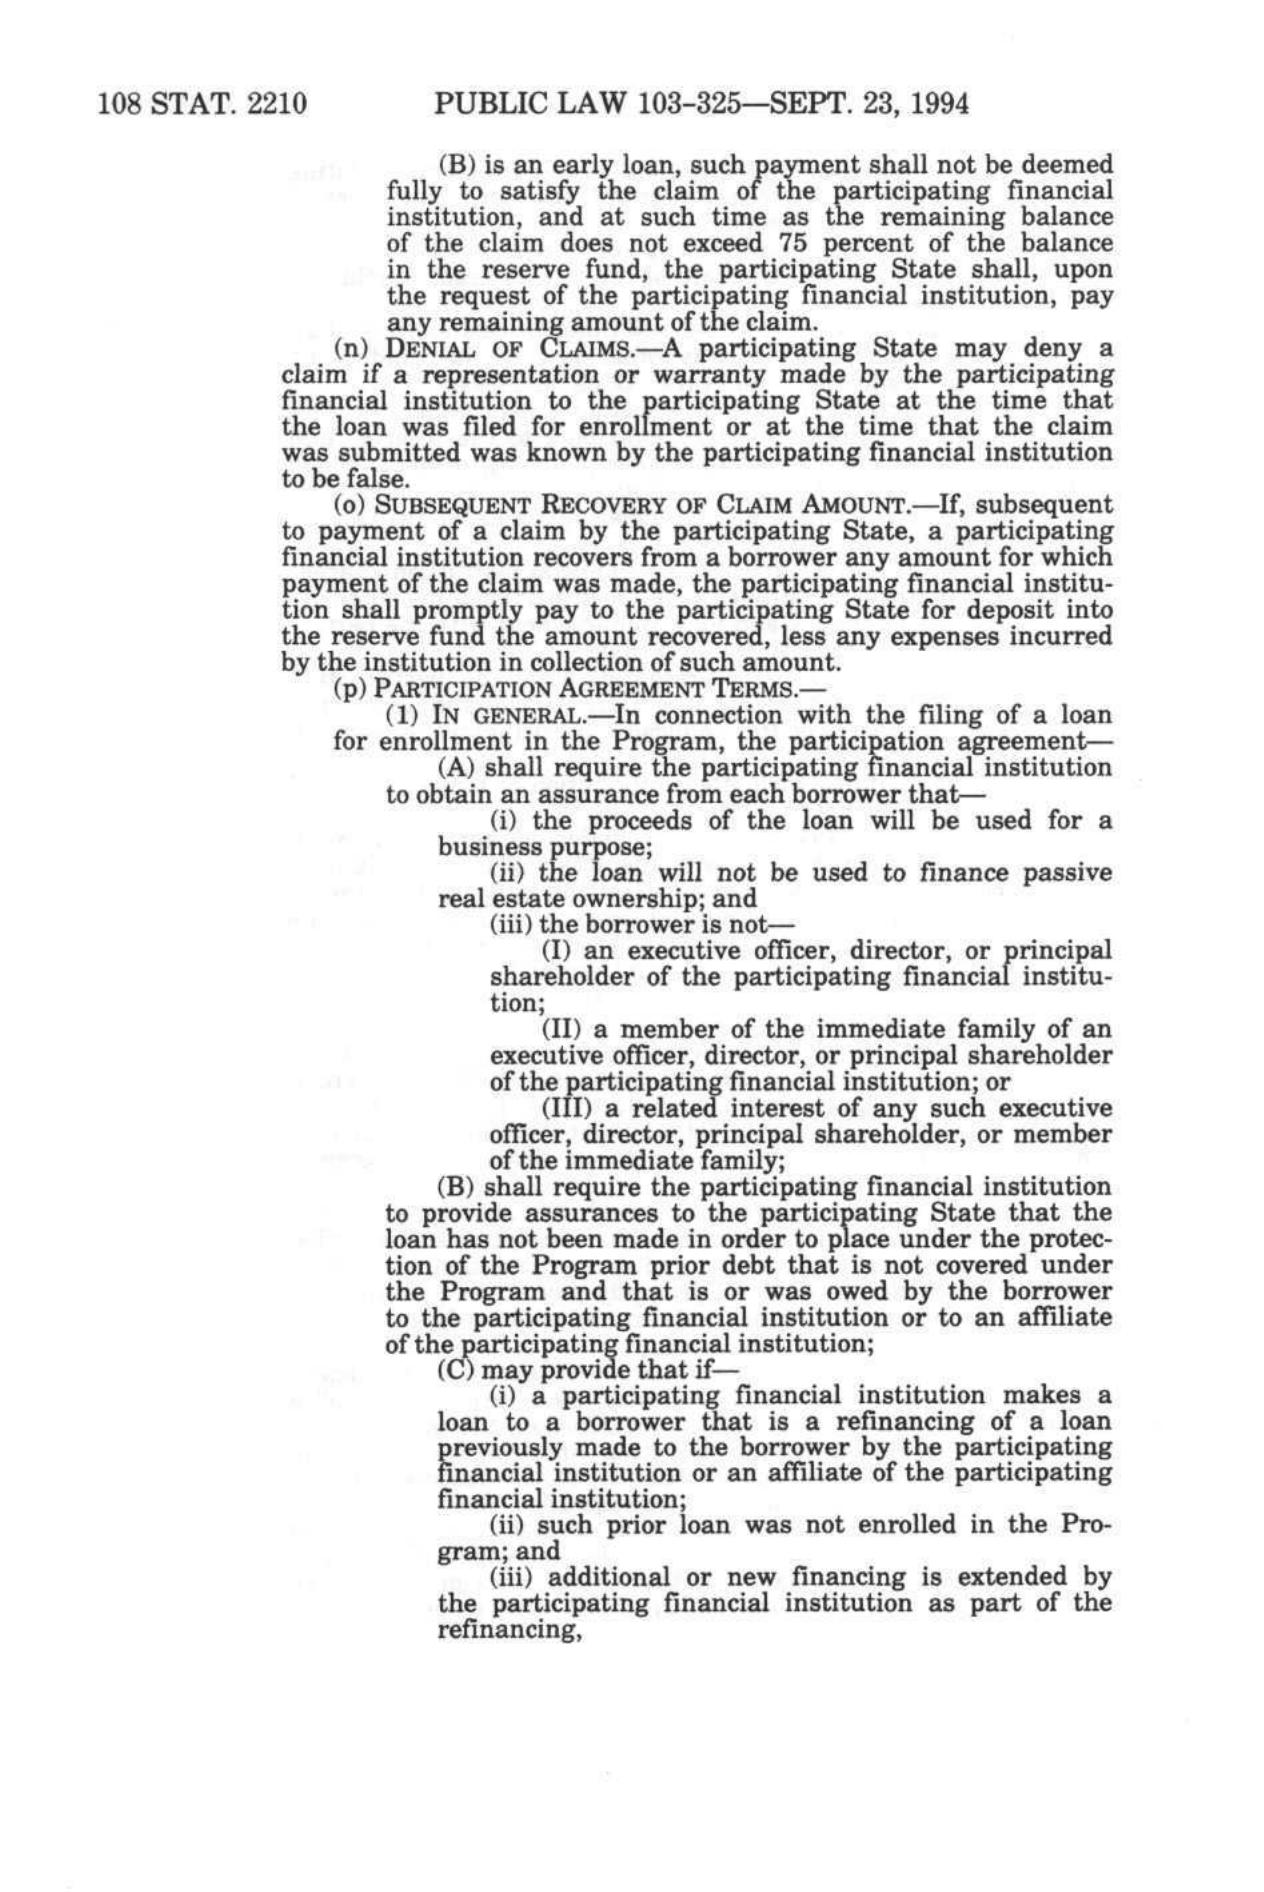 108 STAT. 2210 PUBLIC LAW 103–325—SEPT. 23, 1994
(B) is an early loan, such payment shall not be deemed
fully to satisfy the claim of the participating financial
institution, and at such time as the remaining balance
of the claim does not exceed 75 percent of the balance
in the reserve fund, the participating State shall, upon
the request of the participating financial institution, pay
any remaining amount of the claim.
(n) DENIAL OF CLAIMS.—A participating State may deny a
claim if a representation or warranty made by the participating
financial institution to the participating State at the time that
the loan was filed for enrollment or at the time that the claim
was submitted was known by the participating financial institution
to be false.
(o) SUBSEQUENT RECOVERY OF CLAIM AMOUNT.—If, subsequent
to payment of a claim by the participating State, a participating
financial institution recovers from a borrower any amount for which
payment of the claim was made, the participating financial institu-
tion shall promptly pay to the participating State for deposit into
the reserve fund the amount recovered, less any expenses incurred
by the institution in collection of such amount.
(p) PARTICIPATION AGREEMENT TERMS.—
(1) IN GENERAL.—In connection with the filing of a loan
for enrollment in the Program, the participation agreement—
(A) shall require the participating financial institution
to obtain an assurance from each borrower that—
(i) the proceeds of the loan will be used for a
business purpose;
(ii) the loan will not be used to finance passive
real estate ownership; and
(iii) the borrower is not—
(I) an executive officer, director, or principal
shareholder of the participating financial institu-
tion;
(II) a member of the immediate family of an
executive officer, director, or principal shareholder
of the participating financial institution; or
(III) a related interest of any such executive
officer, director, principal shareholder, or member
of the immediate family;
(B) shall require the participating financial institution
to provide assurances to the participating State that the
loan has not been made in order to place under the protec-
tion of the Program prior debt that is not covered under
the Program and that is or was owed by the borrower
to the participating financial institution or to an affiliate
of the participating financial institution;
(C) may provide that if—
(i) a participating financial institution makes a
loan to a borrower that is a refinancing of a loan
previously made to the borrower by the participating
financial institution or an affiliate of the participating
financial institution;
(ii) such prior loan was not enrolled in the Pro-
gram; and
(iii) additional or new financing is extended by
the participating financial institution as part of the
refinancing,